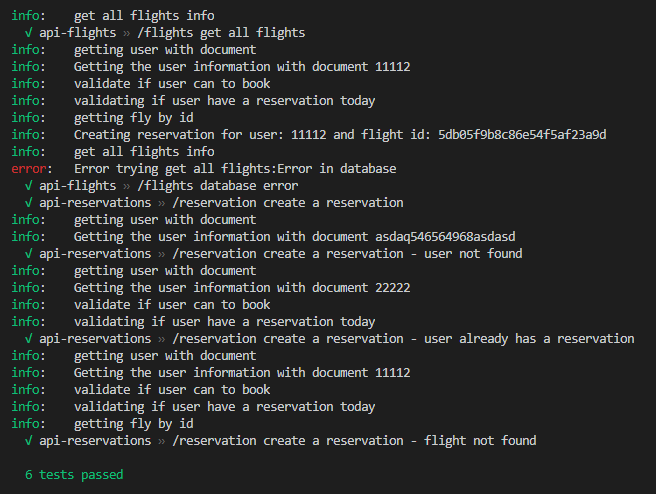 info:    get all flights info
√ api-flights » /flights get all flights
info:    getting user with document
info:    Getting the user information with document 11112
info:    validate if user can to book
info:    validating if user have a reservation today
info:    getting fly by id
info:    Creating reservation for user: 11112 and flight id: 5db05f9b8c86e54f5af23a9d
info:    get all flights info
error:   Error trying get all flights:Error in database
√ api-flights » /flights database error
√ api-reservations » /reservation create a reservation
info:    getting user with document
info:    Getting the user information with document asdaq546564968asdasd
√ api-reservations » /reservation create a reservation - user not found
info:    getting user with document
info:    Getting the user information with document 22222
info:    validate if user can to book
info:    validating if user have a reservation today
√ api-reservations » /reservation create a reservation - user already has a reservation
info:    getting user with document
info:    Getting the user information with document 11112
info:    validate if user can to book
info:    validating if user have a reservation today
info:    getting fly by id
√ api-reservations » /reservation create a reservation - flight not found
6 tests passed